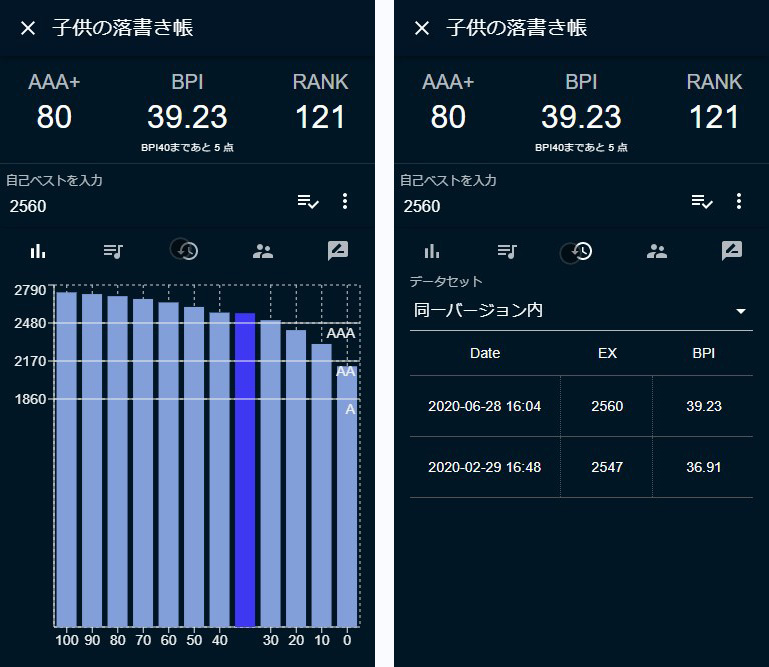 子供の落書き帳
AAA+ BPI RANK
80 39.23 121
BPI40まであと 5 点
自己ベストを入力
2560
2790
2480
2170
1860
AAA
AA
A
100 90 80 70 60 50 40 30 20 10 0
子供の落書き帳
AAA+ BPI RANK
80 39.23 121
BPI40まであと 5 点
自己ベストを入力
2560
データセット
同一バージョン内
Date EX BPI
2020-06-28 16:04 2560 39.23
2020-02-29 16:48 2547 36.91